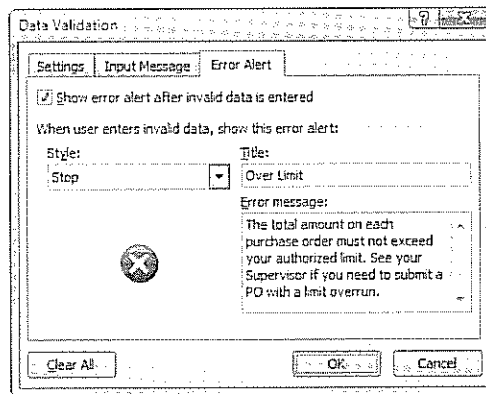 Data Validation
Settings Input Message Error Alert
Show error alert after invalid data is entered
When user enters invalid data, show this error alert:
Style: Title:
Stop Over Limit
Error message:
The total amount on each
purchase order must not exceed
your authorized limit. See your
Supervisor if you need to submit a
PO with a limit overrun.
Clear All OK Cancel